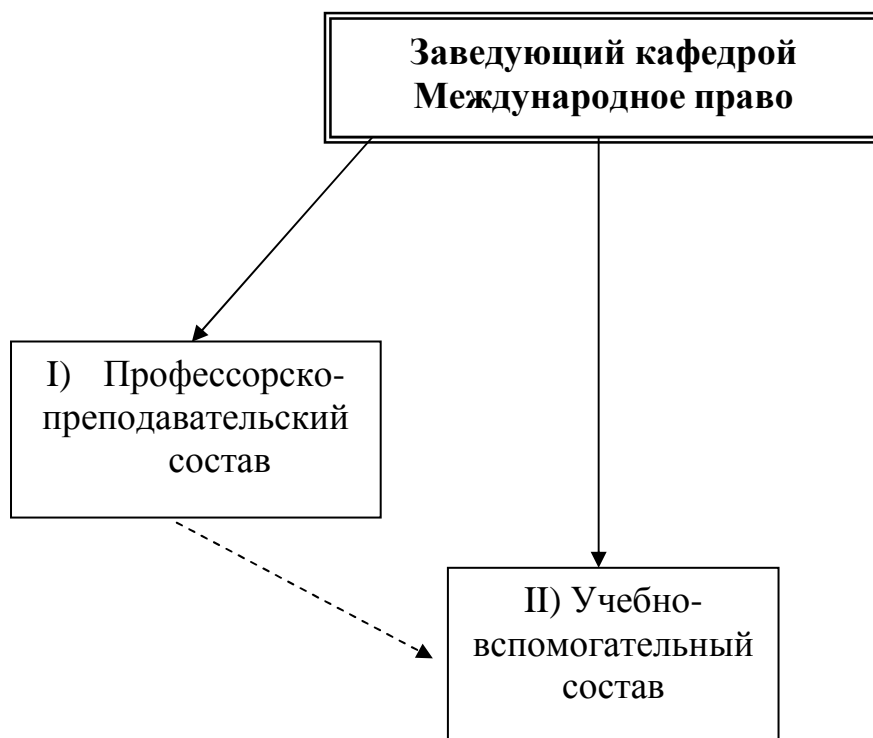 Заведующий кафедрой
Международное право
I) Профессорско-
преподавательский
состав
II) Учебно-
вспомогательный
состав